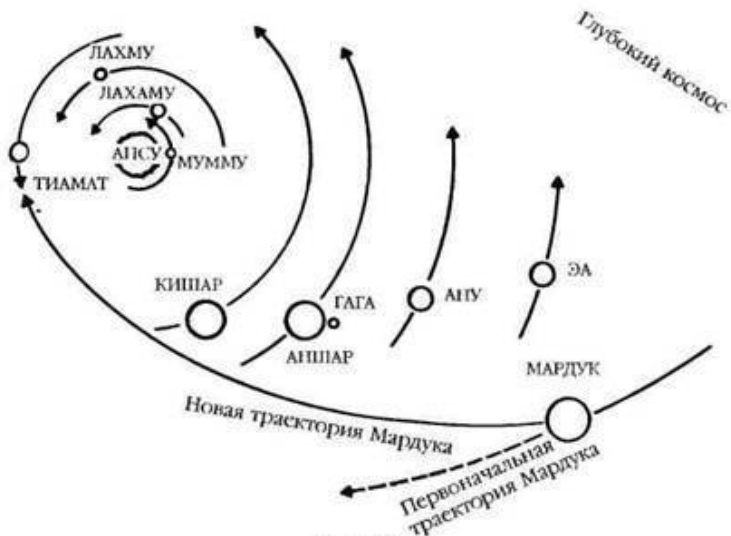 Глубокий космос
ЛАХМУ
ЛАХАМУ
АПСУ
МУММУ
ТИАМАТ
КИШАР
ГАГА
АНШАР
АНУ
ЭА
МАРДУК
Новая траектория Мардука
Первоначальная
траектория Мардука